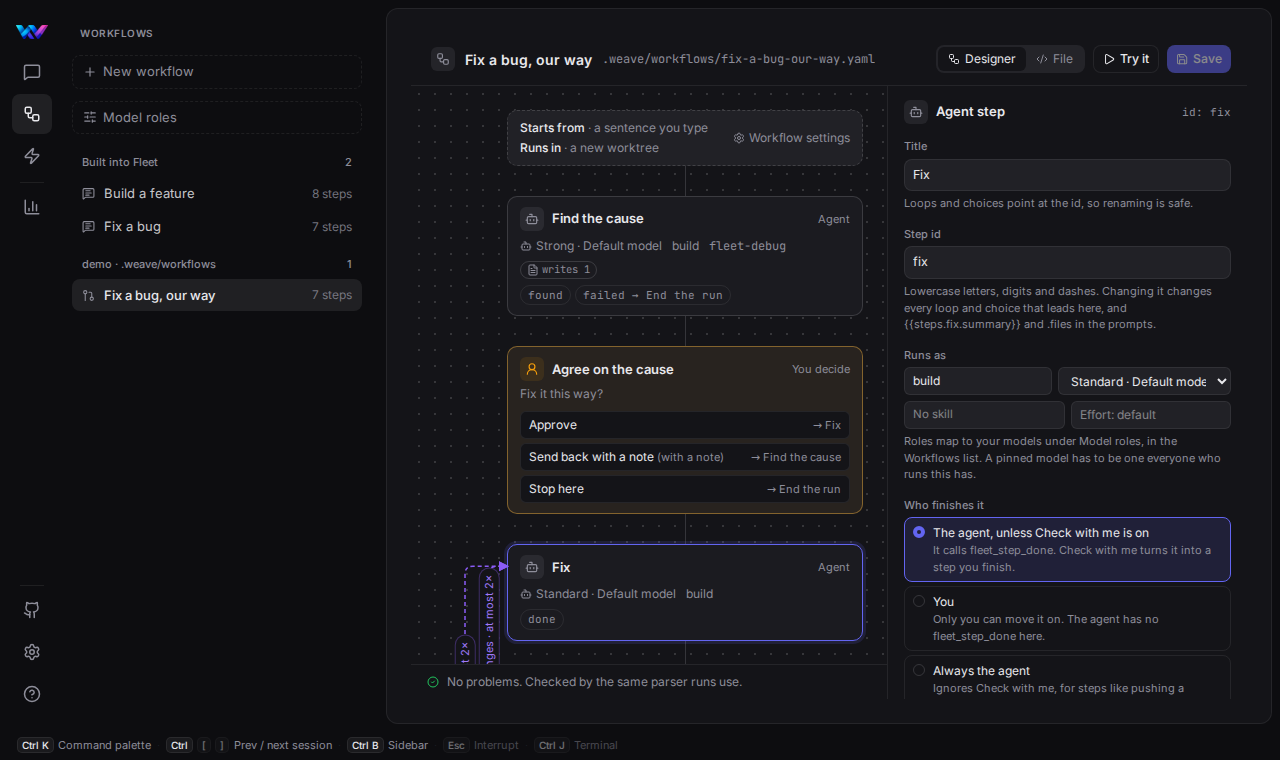 WORKFLOWS
New workflow
Model roles
Built into Fleet 2
Build a feature 8 steps
Fix a bug 7 steps
demo · .weave/workflows 1
Fix a bug, our way 7 steps
Fix a bug, our way .weave/workflows/fix-a-bug-our-way.yaml
Designer File Try it Save
Starts from · a sentence you type
Runs in · a new worktree
Workflow settings
Find the cause Agent
Strong · Default model build fleet-debug
writes 1
found failed → End the run
Agree on the cause You decide
Fix it this way?
Approve → Fix
Send back with a note (with a note) → Find the cause
Stop here → End the run
Fix Agent
Standard · Default model build
done
t 2×
nges · at most 2×
No problems. Checked by the same parser runs use.
Agent step id: fix
Title
Fix
Loops and choices point at the id, so renaming is safe.
Step id
fix
Lowercase letters, digits and dashes. Changing it changes
every loop and choice that leads here, and
{{steps.fix.summary}} and .files in the prompts.
Runs as
build Standard · Default mode
No skill Effort: default
Roles map to your models under Model roles, in the
Workflows list. A pinned model has to be one everyone who
runs this has.
Who finishes it
The agent, unless Check with me is on
It calls fleet_step_done. Check with me turns it into a
step you finish.
You
Only you can move it on. The agent has no
fleet_step_done here.
Always the agent
Ignores Check with me, for steps like pushing a
Ctrl K Command palette Ctrl [ ] Prev / next session Ctrl B Sidebar Esc Interrupt Ctrl J Terminal